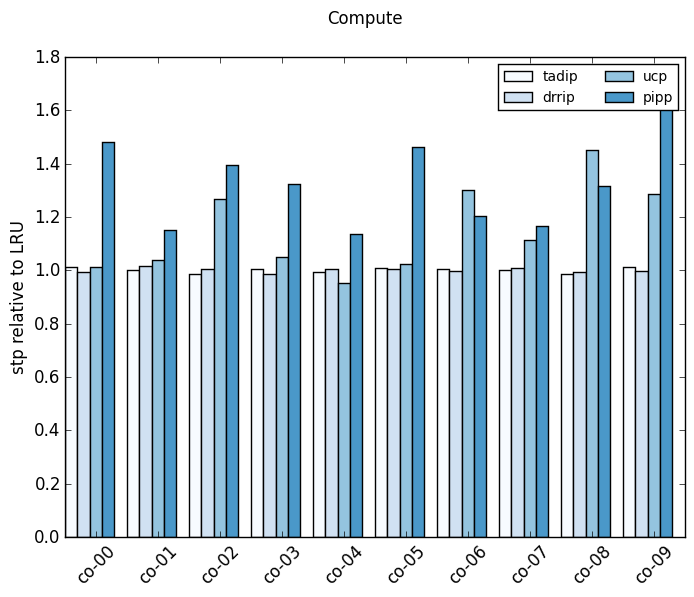 Compute
tadip
drrip
ucp
pipp
stp relative to LRU
1.8
1.6
1.4
1.2
1.0
0.8
0.6
0.4
0.2
0.0
co-00
co-01
co-02
co-03
co-04
co-05
co-06
co-07
co-08
co-09